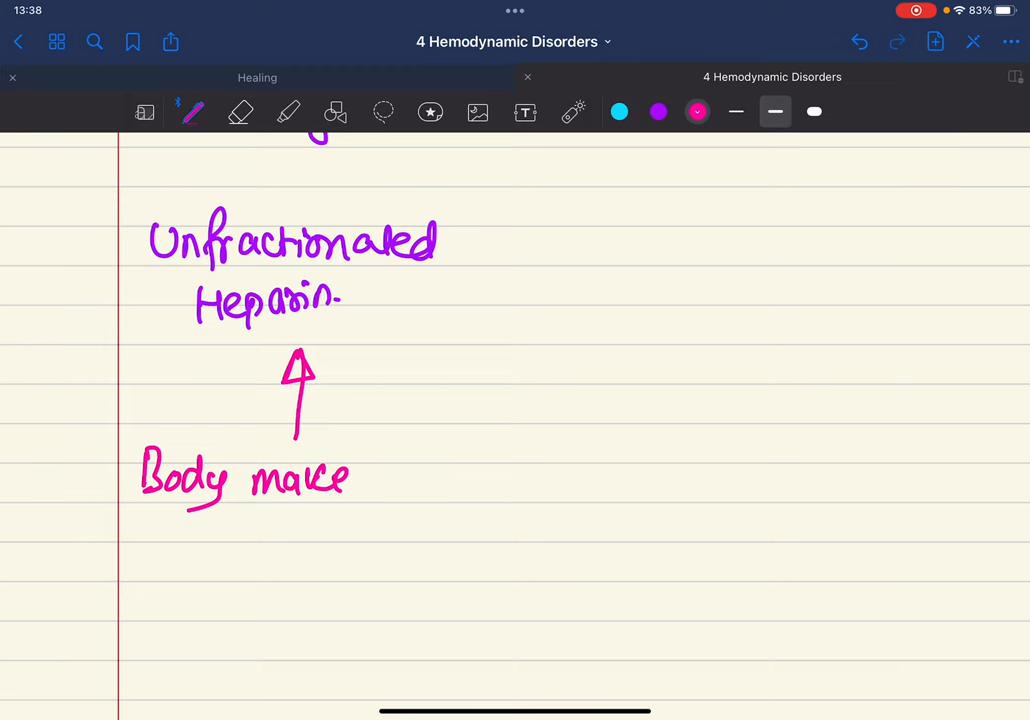 13:38
83%
4 Hemodynamic Disorders
Healing
4 Hemodynamic Disorders
Unfractionated
Heparin.
Body make